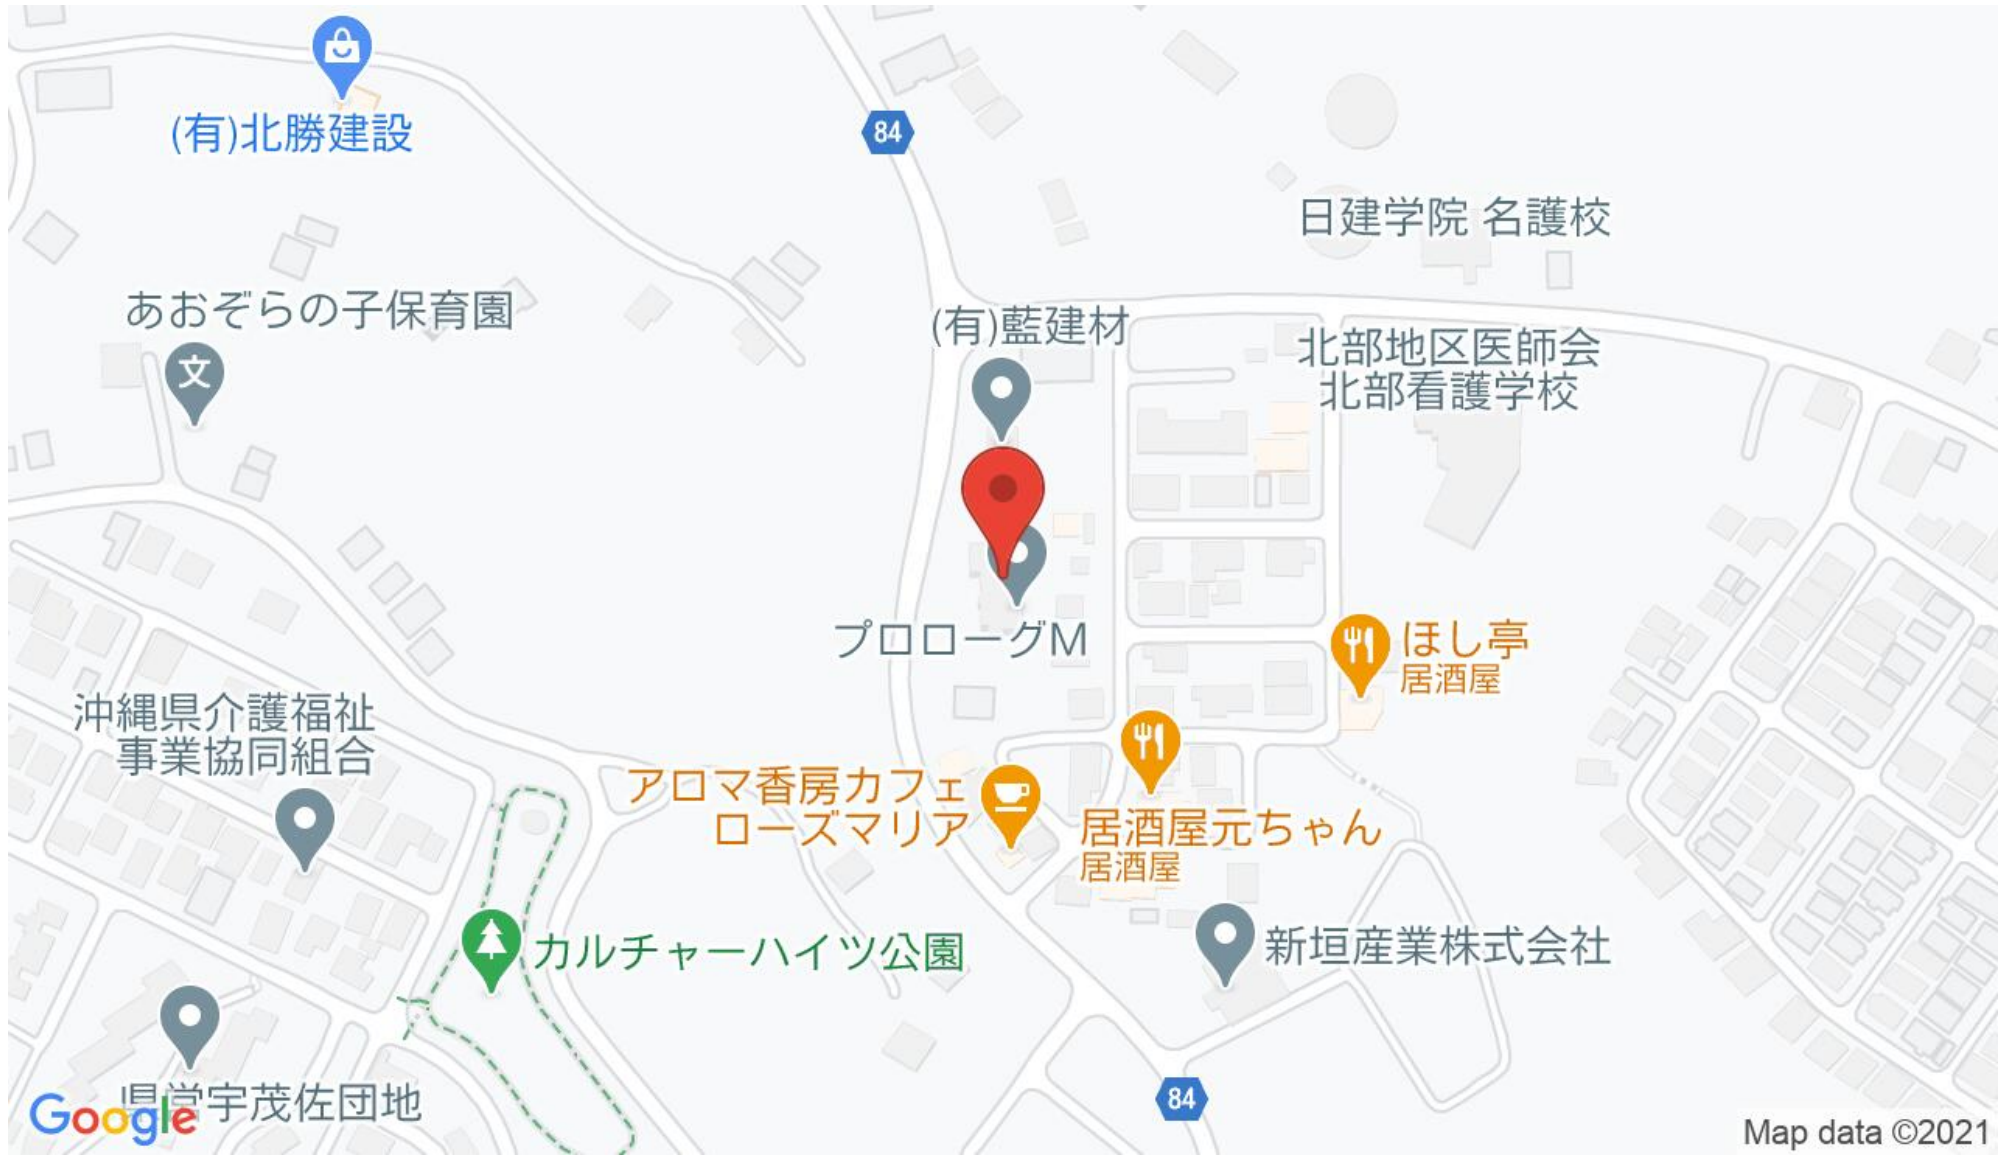 (有)北勝建設
84
日建学院 名護校
あおぞらの子保育園
文
(有)藍建材
北部地区医師会
北部看護学校
プロローグM
ほし亭
居酒屋
沖縄県介護福祉
事業協同組合
アロマ香房カフェ
ローズマリア
居酒屋元ちゃん
居酒屋
カルチャーハイツ公園
新垣産業株式会社
県営宇茂佐団地
Google
84
Map data ©2021